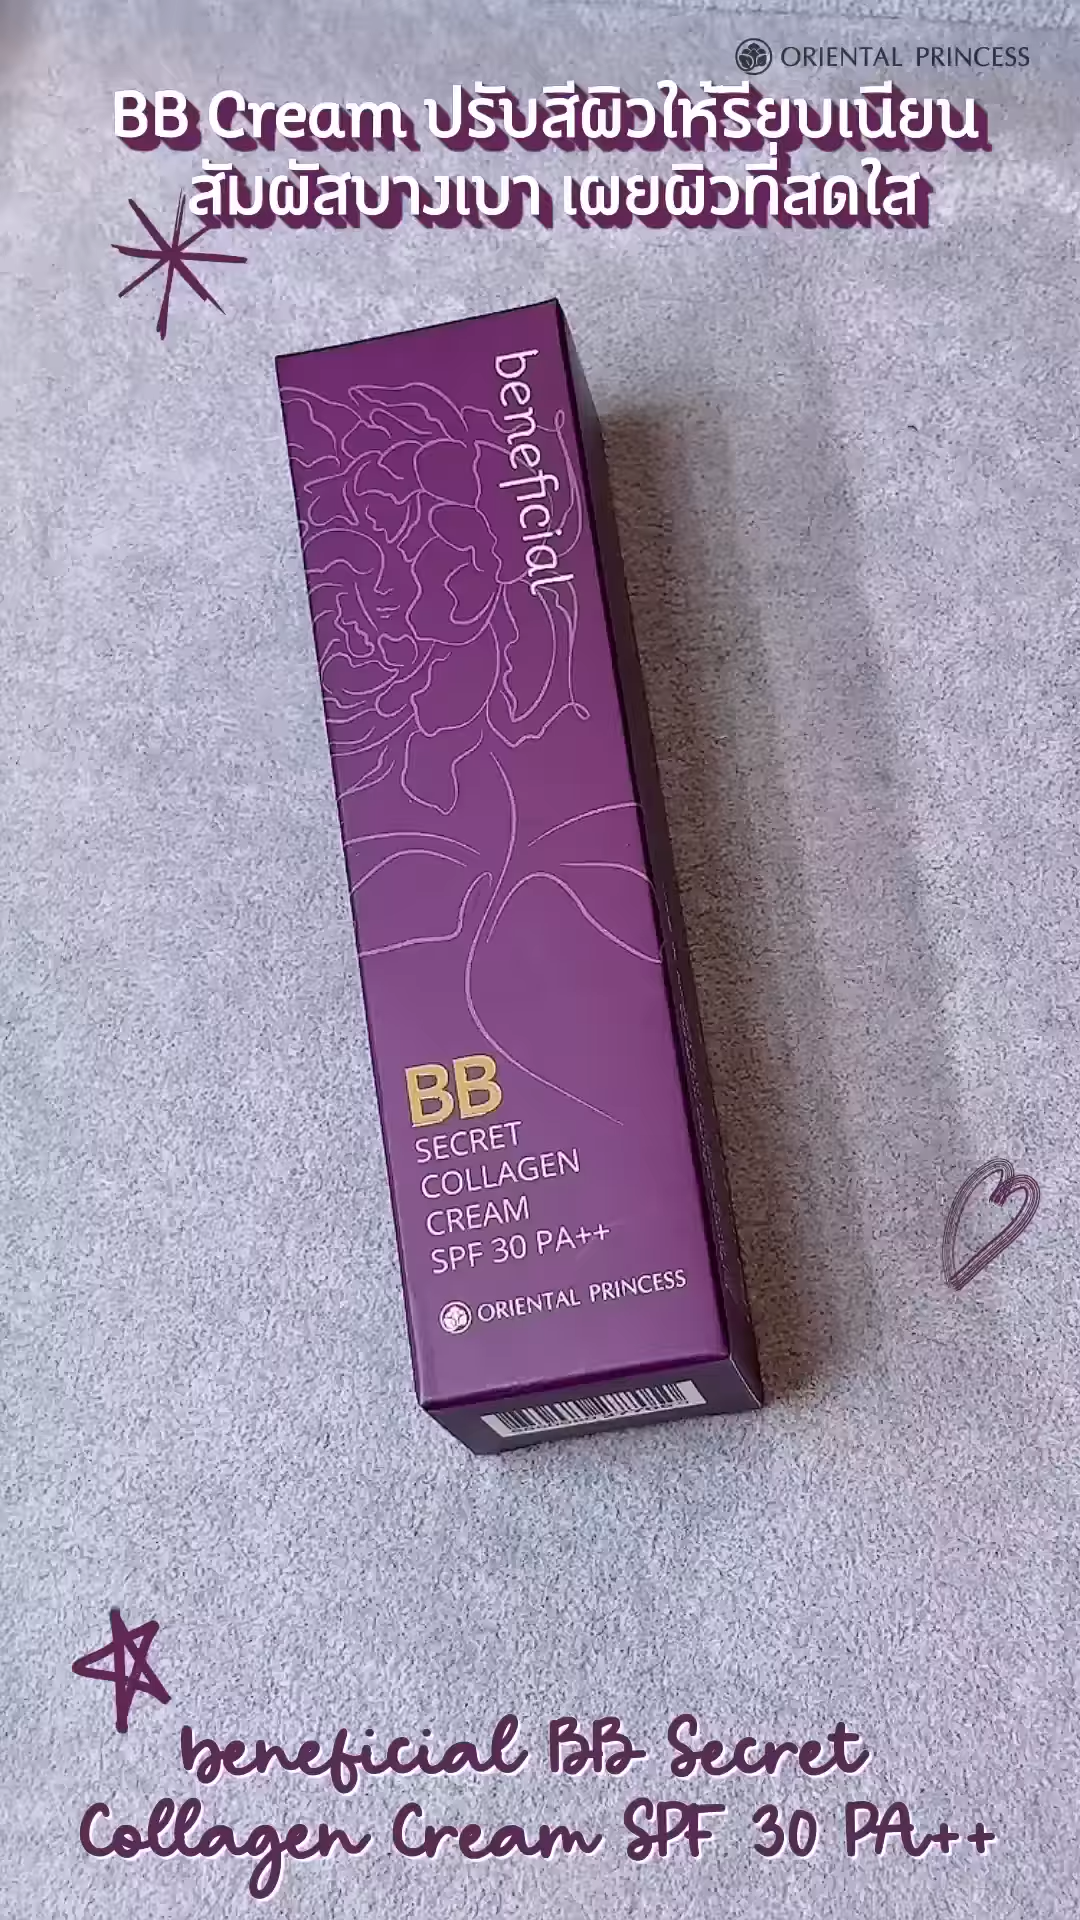 ORIENTAL PRINCESS
BB Cream ปรับสีผิวให้เรียบเนียน
สัมผัสบางเบา เผยผิวที่สดใส
beneficial
BB
SECRET
COLLAGEN
CREAM
SPF 30 PA++
ORIENTAL PRINCESS
beneficial BB Secret
Collagen Cream SPF 30 PA++